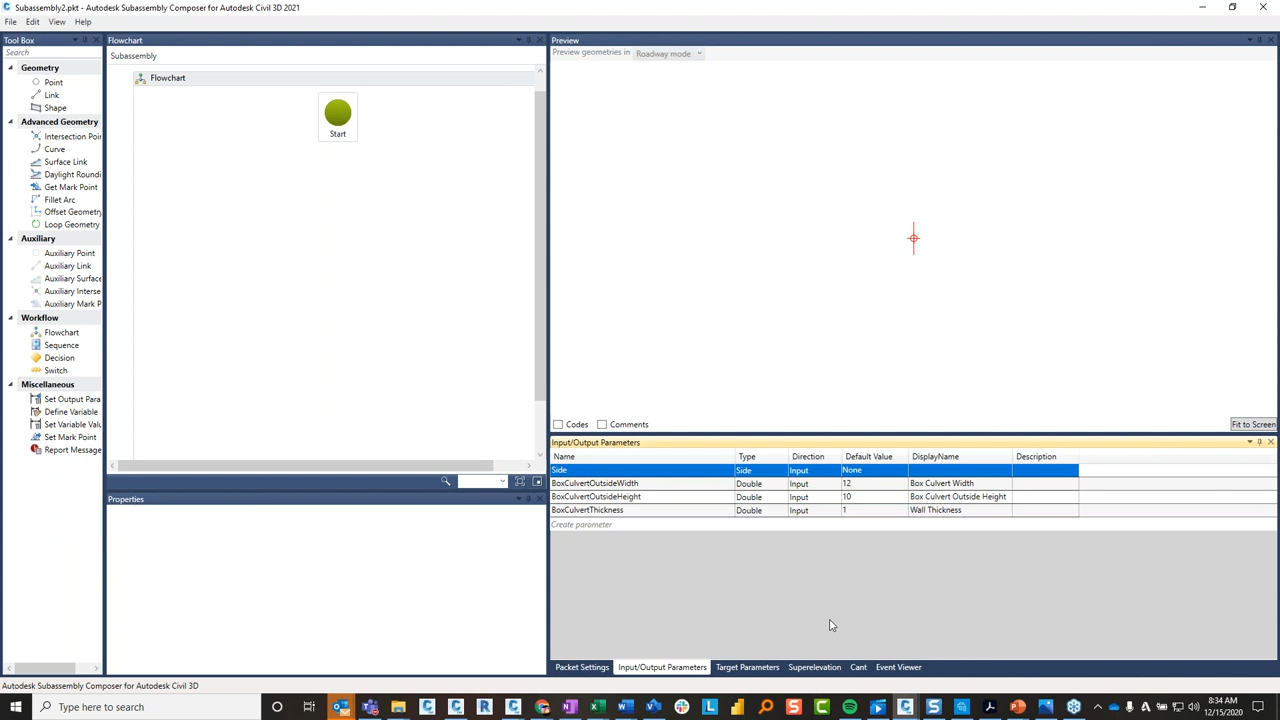 Subassembly2.pkt - Autodesk Subassembly Composer for Autodesk Civil 3D
File Edit View Help
Tool Box
Search
Geometry
Point
Link
Shape
Advanced Geometry
Intersection Poin
Curve
Surface Link
Daylight Roundi
Get Mark Point
Fillet Arc
Offset Geometry
Loop Geometry
Auxiliary
Auxiliary Point
Auxiliary Link
Auxiliary Surface
Auxiliary Interse
Auxiliary Mark P
Workflow
Flowchart
Sequence
Decision
Switch
Miscellaneous
Set Output Para
Define Variable
Set Variable Valu
Set Mark Point
Report Message
Flowchart
Subassembly
Flowchart
Start
Properties
Preview
Preview geometries in Roadway mode
Codes Comments Fit to Screen
Input/Output Parameters
Name Type Direction Default Value DisplayName Description
Side Side Input None
BoxCulvertOutsideWidth Double Input 12 Box Culvert Width
BoxCulvertOutsideHeight Double Input 10 Box Culvert Outside Height
BoxCulvertThickness Double Input 1 Wall Thickness
Create parameter
Packet Settings Input/Output Parameters Target Parameters Superelevation Cant Event Viewer
Autodesk Subassembly Composer for Autodesk Civil 3D
Type here to search
8:34 AM
12/15/2020